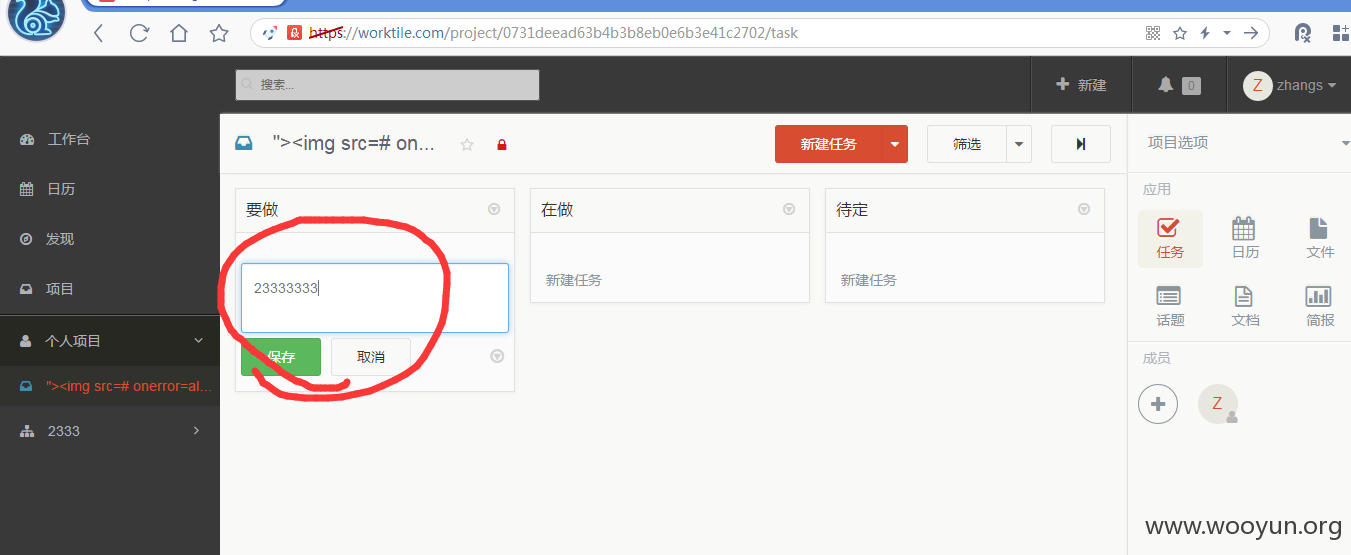 https://worktile.com/project/0731deead63b4b3b8eb0e6b3e41c2702/task
搜索...
新建
0
Z
zhangs
工作台
日历
发现
项目
个人项目
"><img src=# onerror=al...
2333
"><img src=# on...
新建任务
筛选
要做
23333333
保存
取消
在做
新建任务
待定
新建任务
项目选项
应用
任务
日历
文件
话题
文档
简报
成员
Z
www.wooyun.org